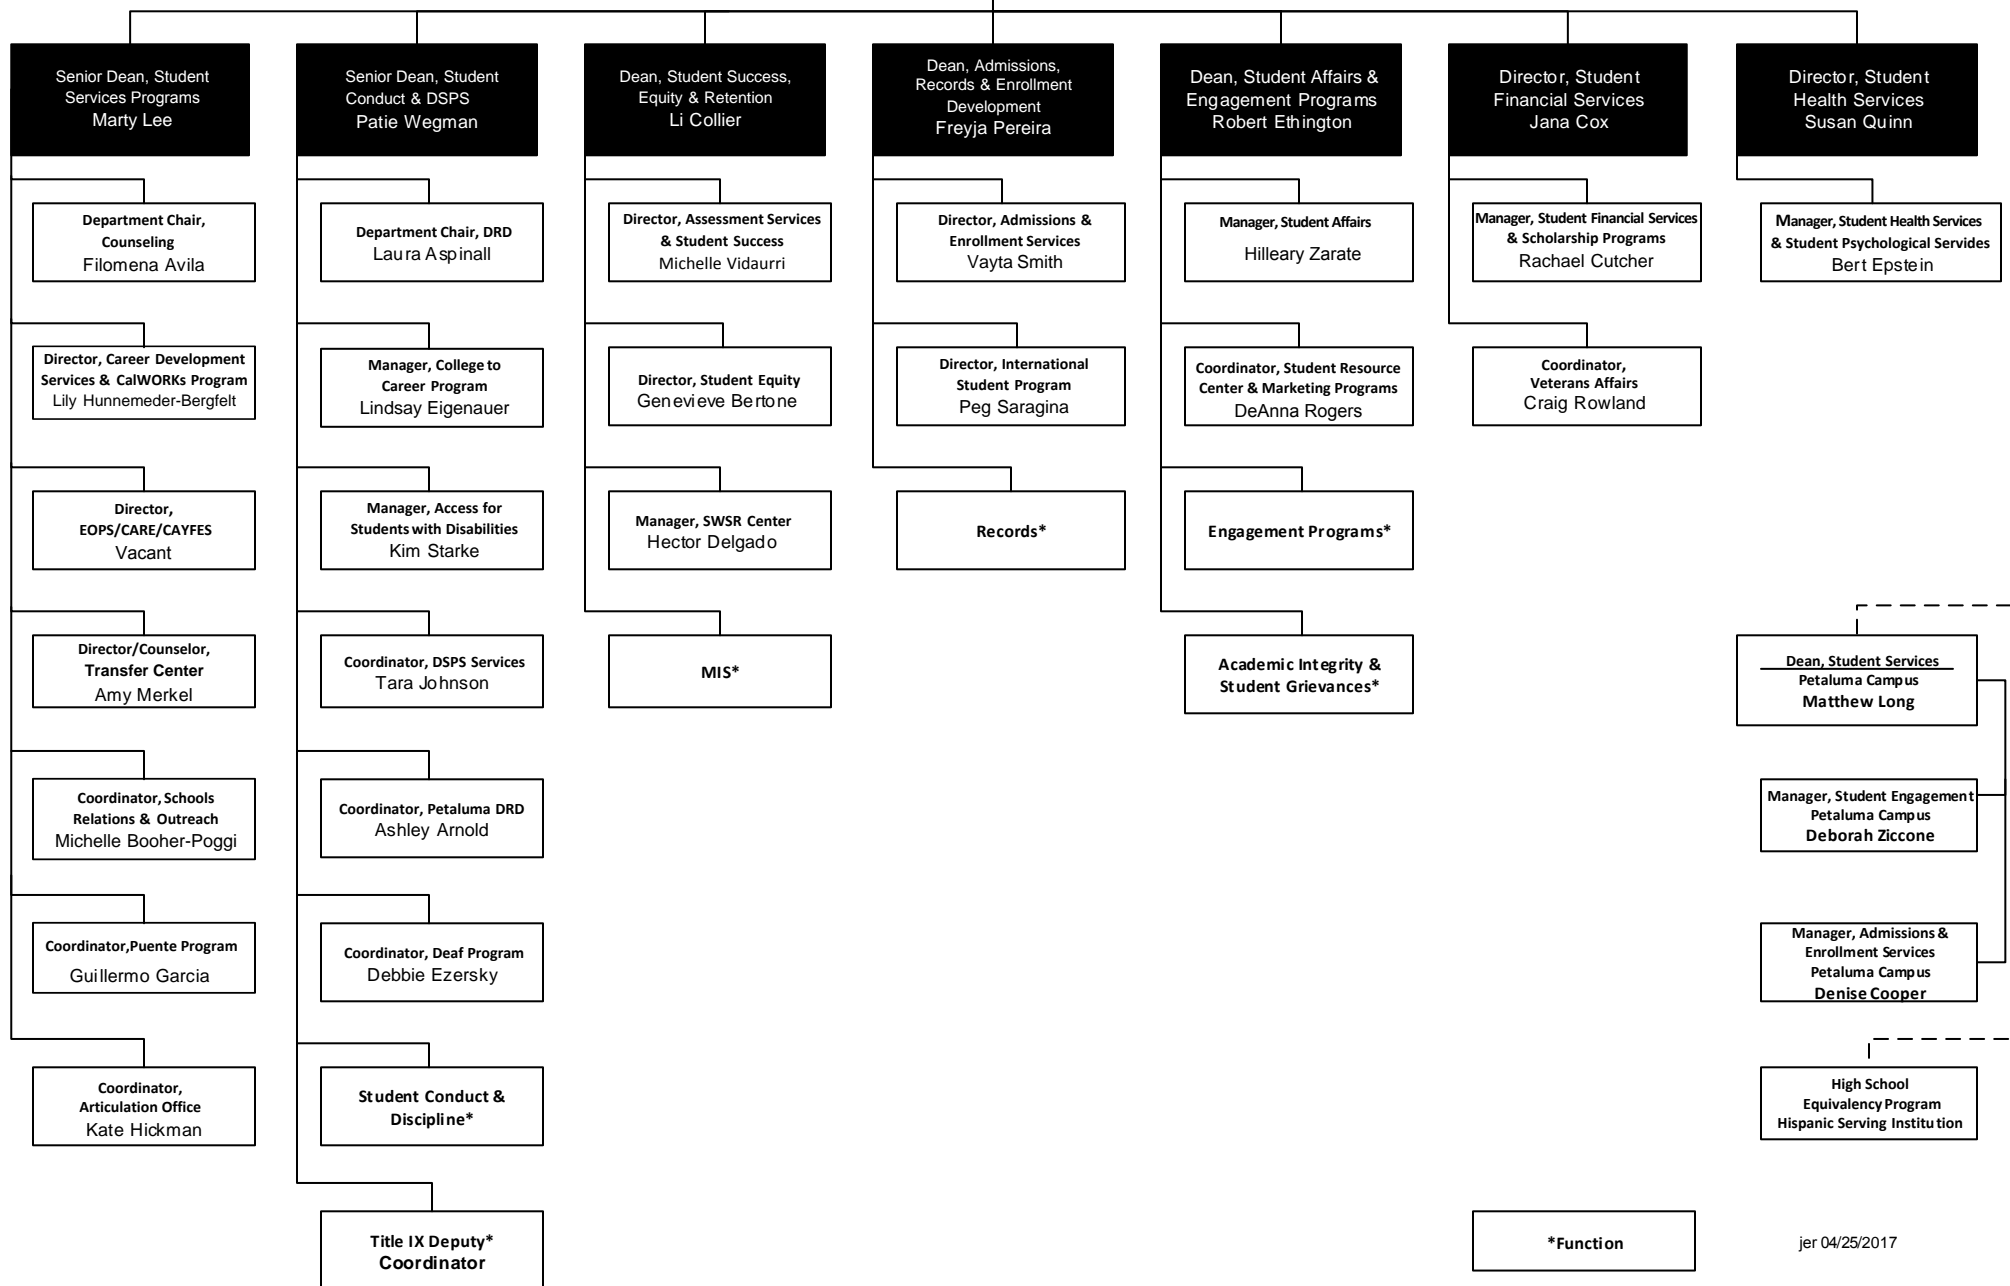 Senior Dean, Student
Services Programs
Marty Lee
Department Chair,
Counseling
Filomena Avila
Director, Career Development
Services & CalWORKs Program
Lily Hunnemeder-Bergfelt
Director,
EOPS/CARE/CAYFES
Vacant
Director/Counselor,
Transfer Center
Amy Merkel
Coordinator, Schools
Relations & Outreach
Michelle Booher-Poggi
Coordinator,Puente Program
Guillermo Garcia
Coordinator,
Articulation Office
Kate Hickman
Senior Dean, Student
Conduct & DSPS
Patie Wegman
Department Chair, DRD
Laura Aspinall
Manager, College to
Career Program
Lindsay Eigenauer
Manager, Access for
Students with Disabilities
Kim Starke
Coordinator, DSPS Services
Tara Johnson
Coordinator, Petaluma DRD
Ashley Arnold
Coordinator, Deaf Program
Debbie Ezersky
Student Conduct &
Discipline*
Title IX Deputy*
Coordinator
Dean, Student Success,
Equity & Retention
Li Collier
Director, Assessment Services
& Student Success
Michelle Vidaurri
Director, Student Equity
Genevieve Bertone
Manager, SWSR Center
Hector Delgado
MIS*
Dean, Admissions,
Records & Enrollment
Development
Freyja Pereira
Director, Admissions &
Enrollment Services
Vayta Smith
Director, International
Student Program
Peg Saragina
Records*
Dean, Student Affairs &
Engagement Programs
Robert Ethington
Manager, Student Affairs
Hilleary Zarate
Coordinator, Student Resource
Center & Marketing Programs
DeAnna Rogers
Engagement Programs*
Academic Integrity &
Student Grievances*
Director, Student
Financial Services
Jana Cox
Manager, Student Financial Services
& Scholarship Programs
Rachael Cutcher
Coordinator,
Veterans Affairs
Craig Rowland
Director, Student
Health Services
Susan Quinn
Manager, Student Health Services
& Student Psychological Servides
Bert Epstein
Dean, Student Services
Petaluma Campus
Matthew Long
Manager, Student Engagement
Petaluma Campus
Deborah Ziccone
Manager, Admissions &
Enrollment Services
Petaluma Campus
Denise Cooper
High School
Equivalency Program
Hispanic Serving Institution
*Function
jer 04/25/2017